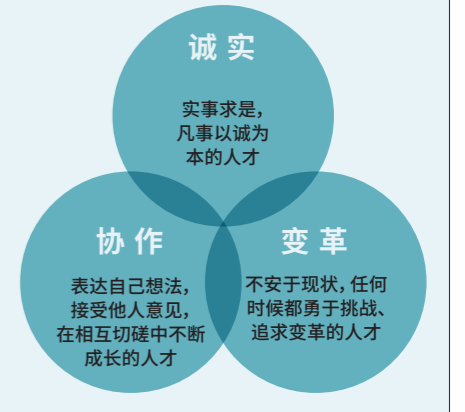 诚实
实事求是，
凡事以诚为
本的人才
协作
表达自己想法，
接受他人意见，
在相互切磋中不断
成长的人才
变革
不安于现状，任何
时候都勇于挑战、
追求变革的人才